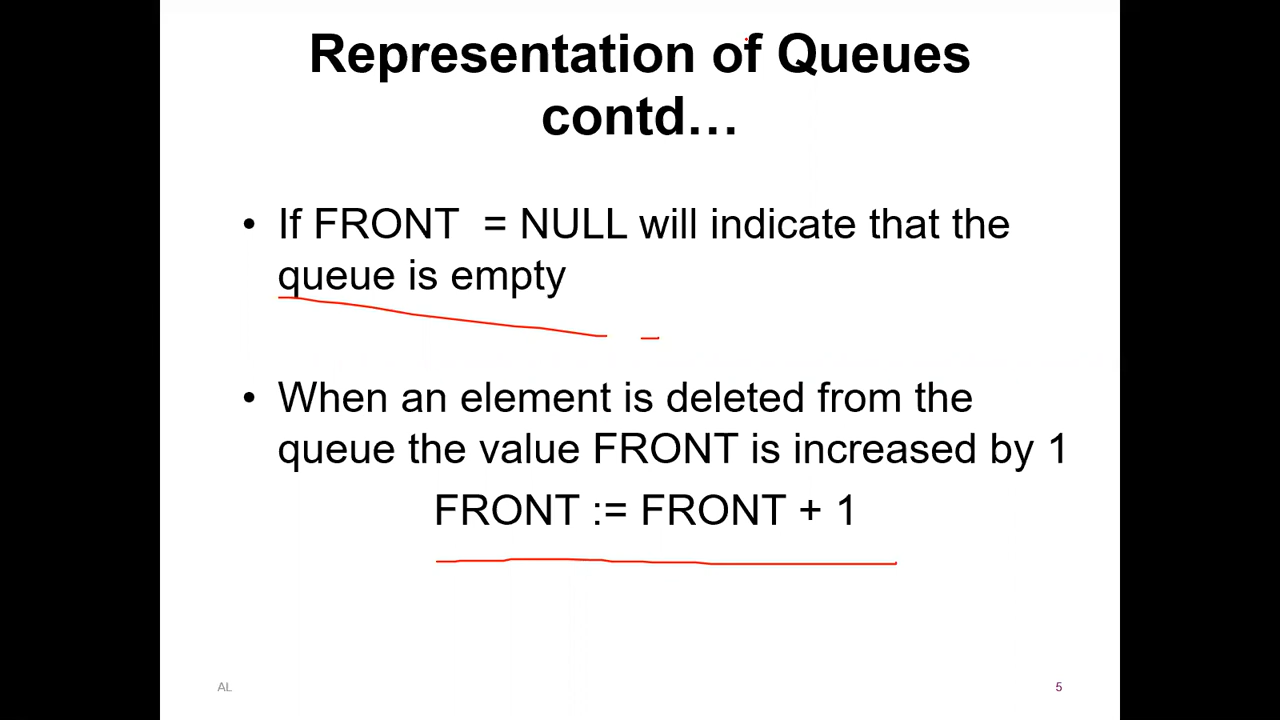 Representation of Queues
contd…
• If FRONT = NULL will indicate that the
queue is empty
• When an element is deleted from the
queue the value FRONT is increased by 1
FRONT := FRONT + 1
AL
5